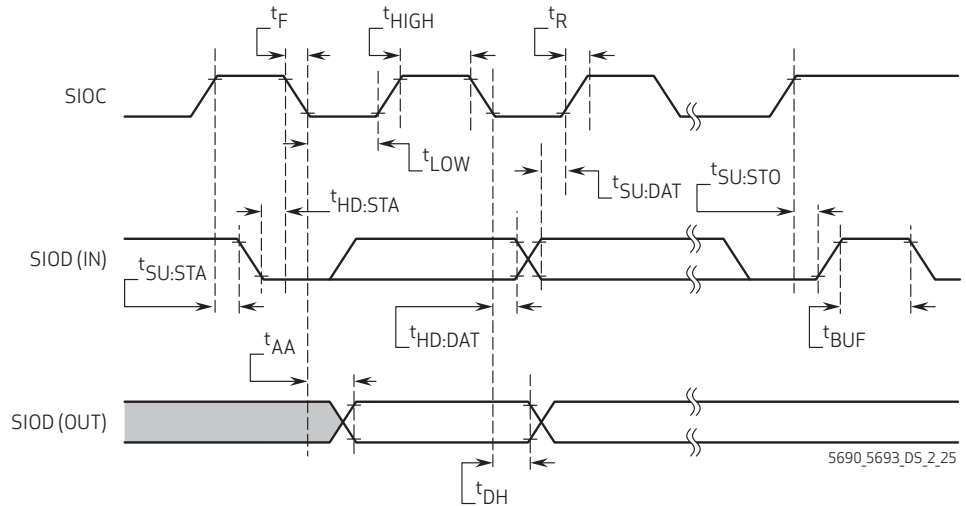 tF
tHIGH
tR
SIOC
tLOW
tSU:DAT
tSU:STO
tHD:STA
SIOD (IN)
tSU:STA
tHD:DAT
tBUF
tAA
SIOD (OUT)
5690_5693_DS_2_25
tDH